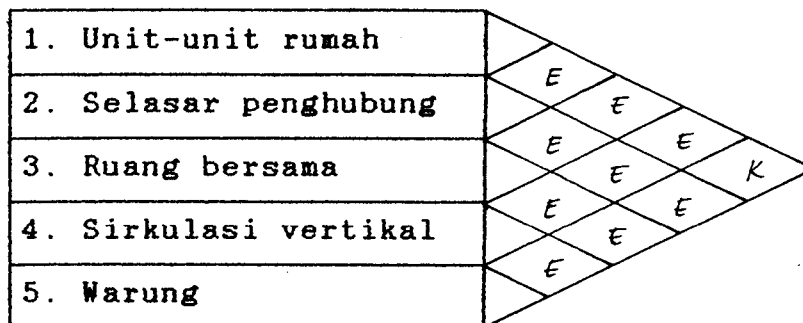 1. Unit-unit rumah
2. Selasar penghubung
3. Ruang bersama
4. Sirkulasi vertikal
5. Warung
E
E
E
E
E
K
E
E
E
E